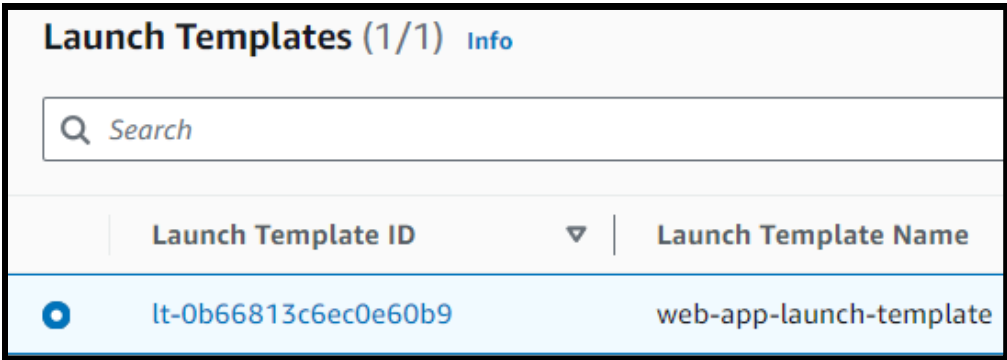 Launch Templates (1/1) Info
Search
Launch Template ID Launch Template Name
lt-0b66813c6ec0e60b9 web-app-launch-template